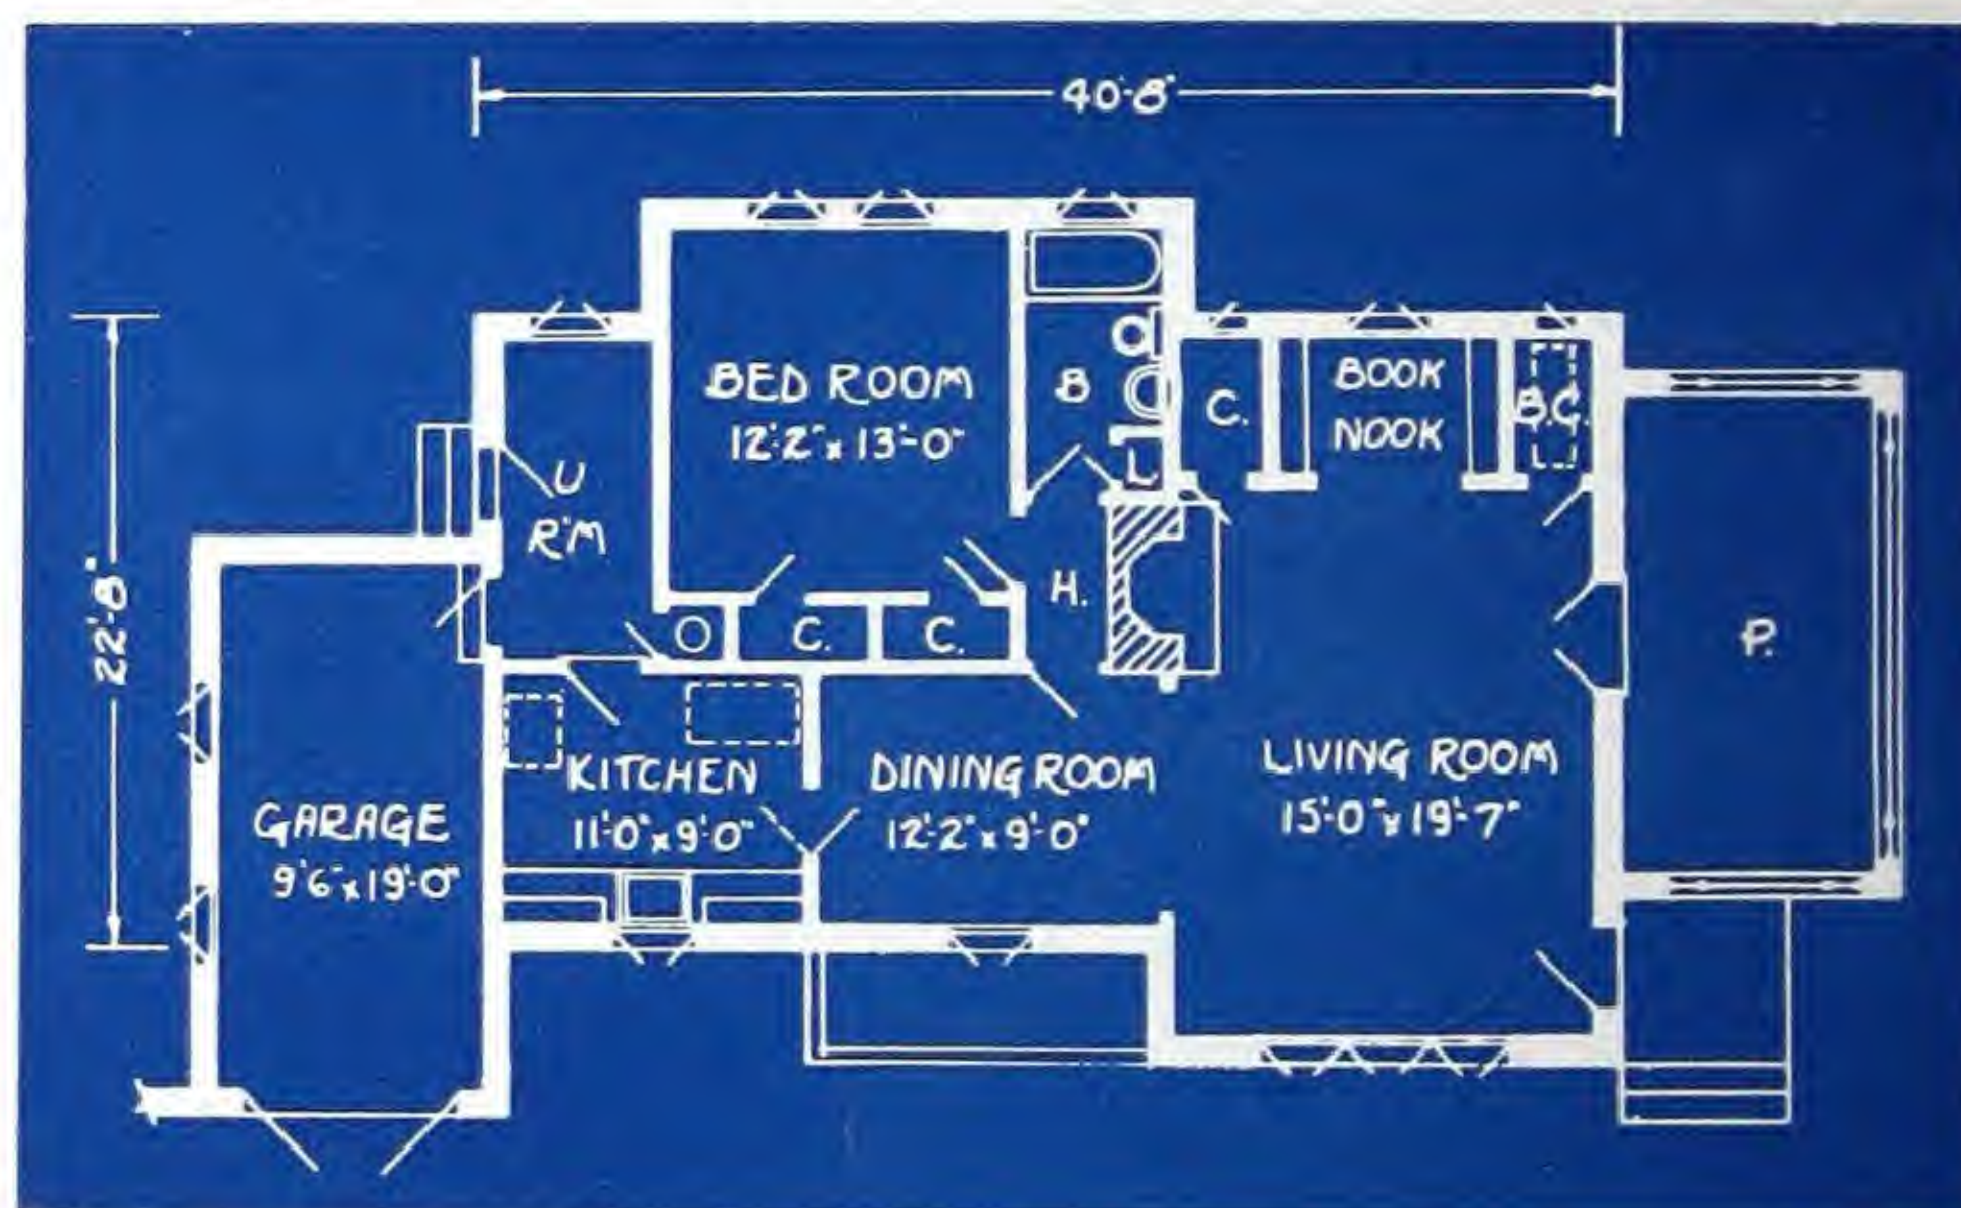 40'-8"
BED ROOM
12'-2" x 13'-0"
B
C.
BOOK
NOOK
B.C.
U
R'M
22'-8"
H.
C.
C.
P.
L
GARAGE
9'6" x 19'-0"
KITCHEN
11'-0" x 9'-0"
DINING ROOM
12'-2" x 9'-0"
LIVING ROOM
15'-0" x 19'-7"